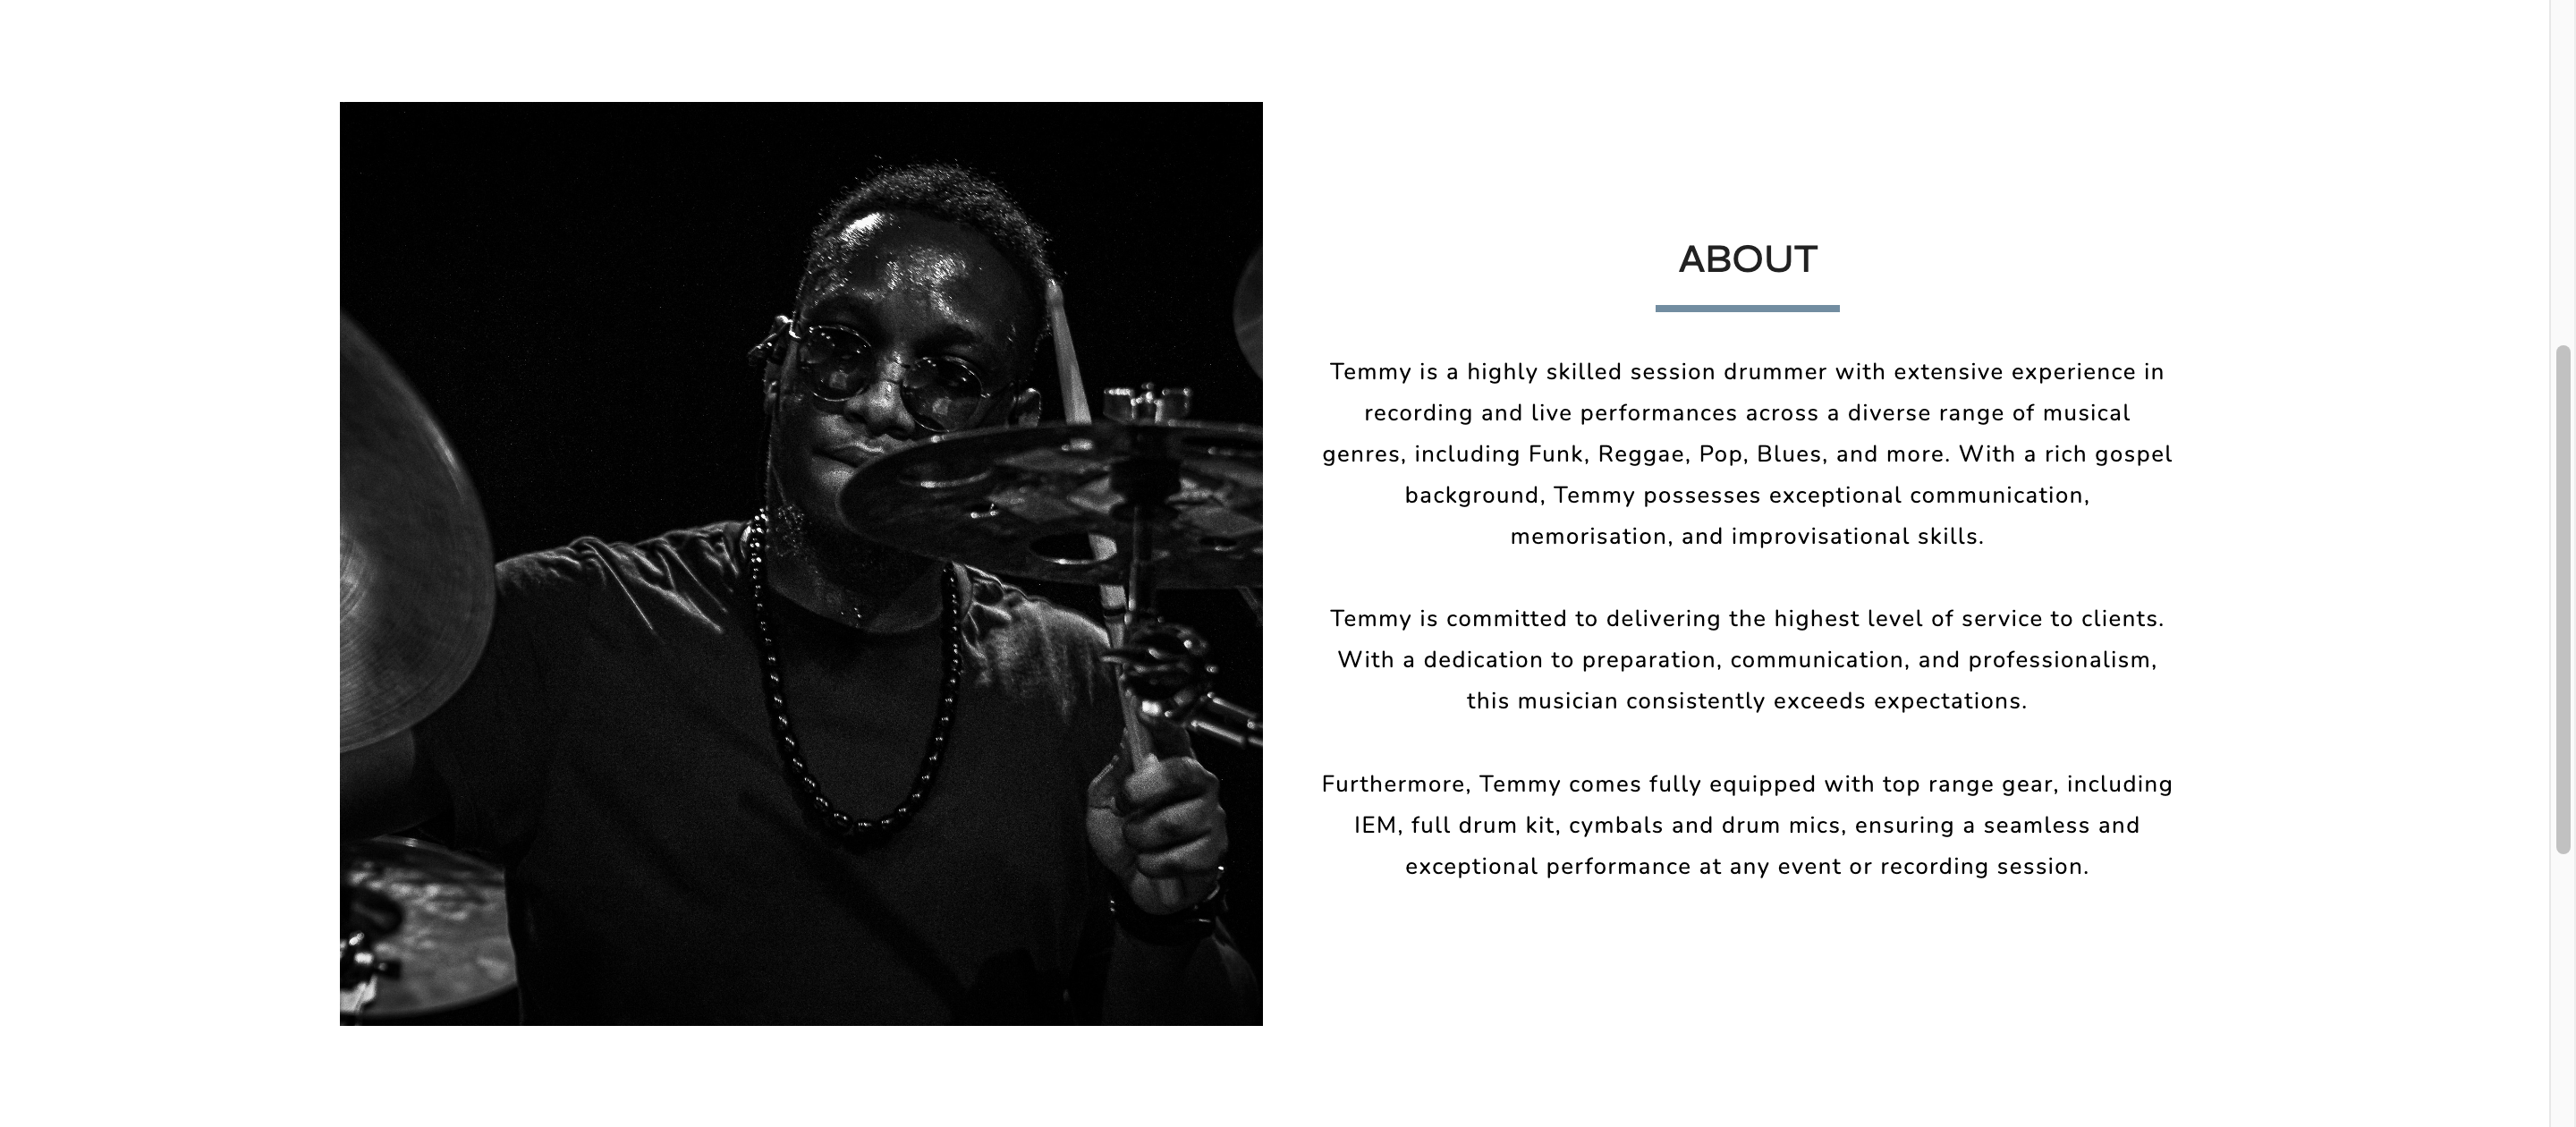 ABOUT
Temmy is a highly skilled session drummer with extensive experience in
recording and live performances across a diverse range of musical
genres, including Funk, Reggae, Pop, Blues, and more. With a rich gospel
background, Temmy possesses exceptional communication,
memorisation, and improvisational skills.
Temmy is committed to delivering the highest level of service to clients.
With a dedication to preparation, communication, and professionalism,
this musician consistently exceeds expectations.
Furthermore, Temmy comes fully equipped with top range gear, including
IEM, full drum kit, cymbals and drum mics, ensuring a seamless and
exceptional performance at any event or recording session.